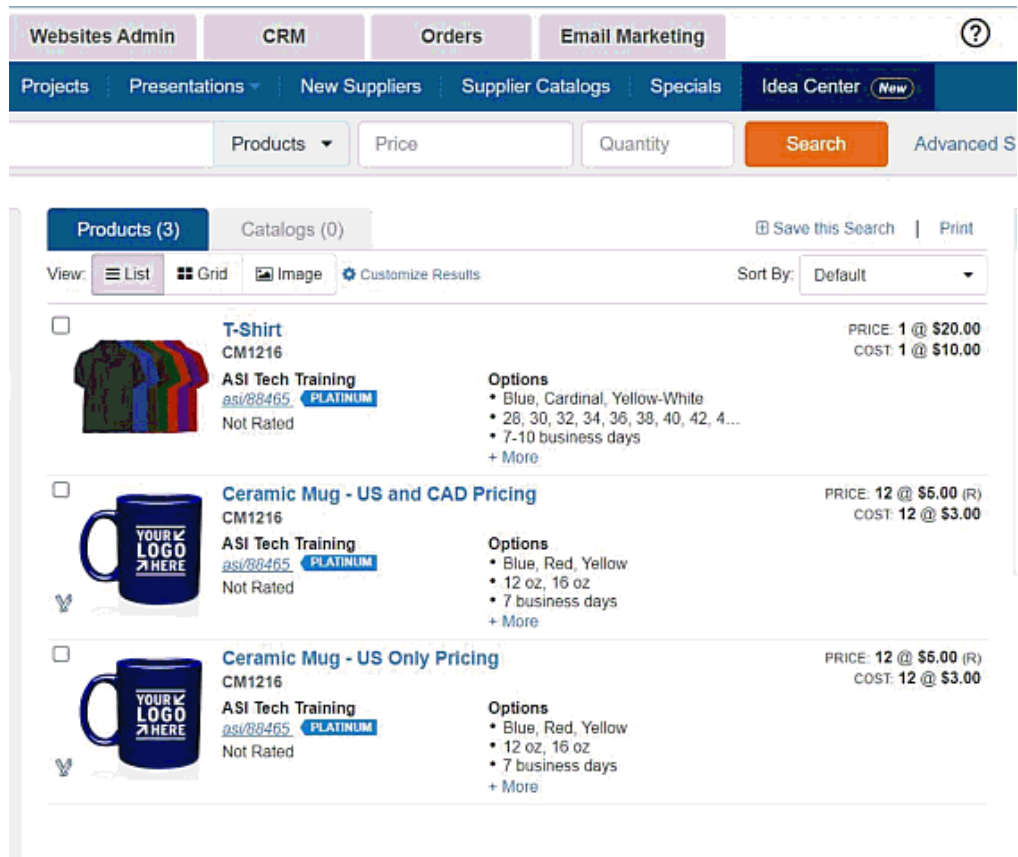 Websites Admin CRM Orders Email Marketing
Projects Presentations New Suppliers Supplier Catalogs Specials Idea Center New
Products Price Quantity Search Advanced S
Products (3) Catalogs (0) Save this Search | Print
View: List Grid Image Customize Results Sort By: Default
T-Shirt PRICE: 1 @ $20.00
CM1216 COST: 1 @ $10.00
ASI Tech Training Options
asi/88465 PLATINUM • Blue, Cardinal, Yellow-White
Not Rated • 28, 30, 32, 34, 36, 38, 40, 42, 4...
• 7-10 business days
+ More
Ceramic Mug - US and CAD Pricing PRICE: 12 @ $5.00 (R)
CM1216 COST: 12 @ $3.00
YOUR
LOGO
HERE
ASI Tech Training Options
asi/88465 PLATINUM • Blue, Red, Yellow
Not Rated • 12 oz, 16 oz
• 7 business days
+ More
Ceramic Mug - US Only Pricing PRICE: 12 @ $5.00 (R)
CM1216 COST: 12 @ $3.00
YOUR
LOGO
HERE
ASI Tech Training Options
asi/88465 PLATINUM • Blue, Red, Yellow
Not Rated • 12 oz, 16 oz
• 7 business days
+ More